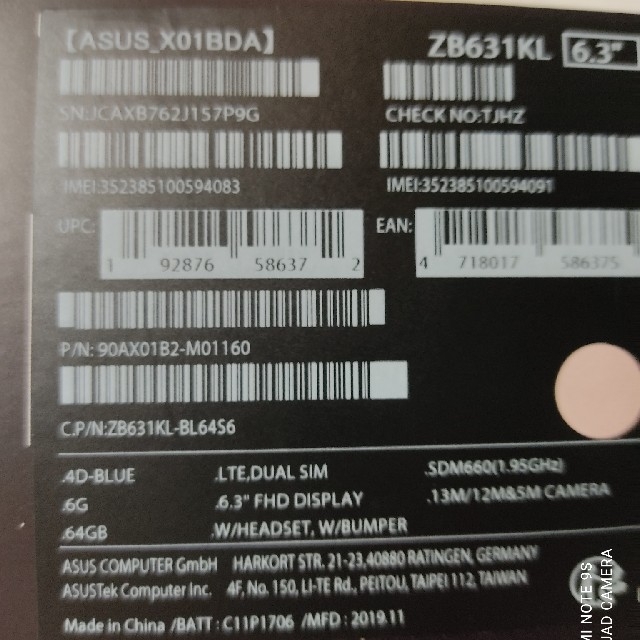 【ASUS_X01BDA】 ZB631KL 6.3"
SN:JCAXB762J157P9G CHECK NO:TJHZ
IMEI:352385100594083 IMEI:352385100594091
UPC: 1 92876 58637 2 EAN: 4 718017 586375
P/N: 90AX01B2-M01160
C.P/N:ZB631KL-BL64S6
.4D-BLUE .LTE,DUAL SIM .SDM660(1.95GHz)
.6G .6.3" FHD DISPLAY .13M/12M&5M CAMERA
.64GB .W/HEADSET, W/BUMPER
ASUS COMPUTER GmbH HARKORT STR. 21-23,40880 RATINGEN, GERMANY
ASUSTek Computer Inc. 4F, No. 150, LI-TE Rd., PEITOU, TAIPEI 112, TAIWAN
Made in China /BATT : C11P1706 /MFD : 2019.11
MI NOTE 9S
UAD CAMERA